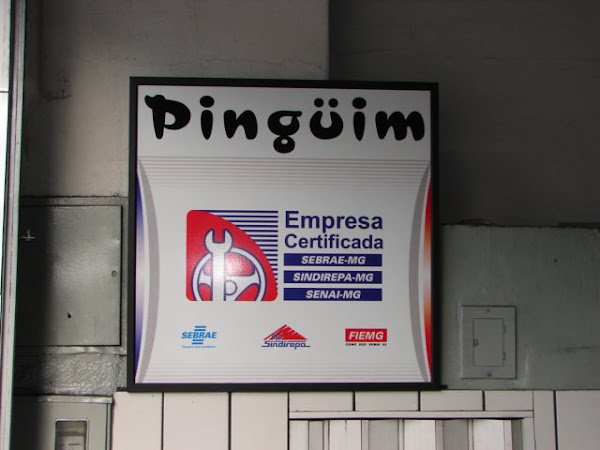 Pingüim
Empresa
Certificada
SEBRAE-MG
SINDIREPA-MG
SENAI-MG
SEBRAE
Sindirepa
FIEMG